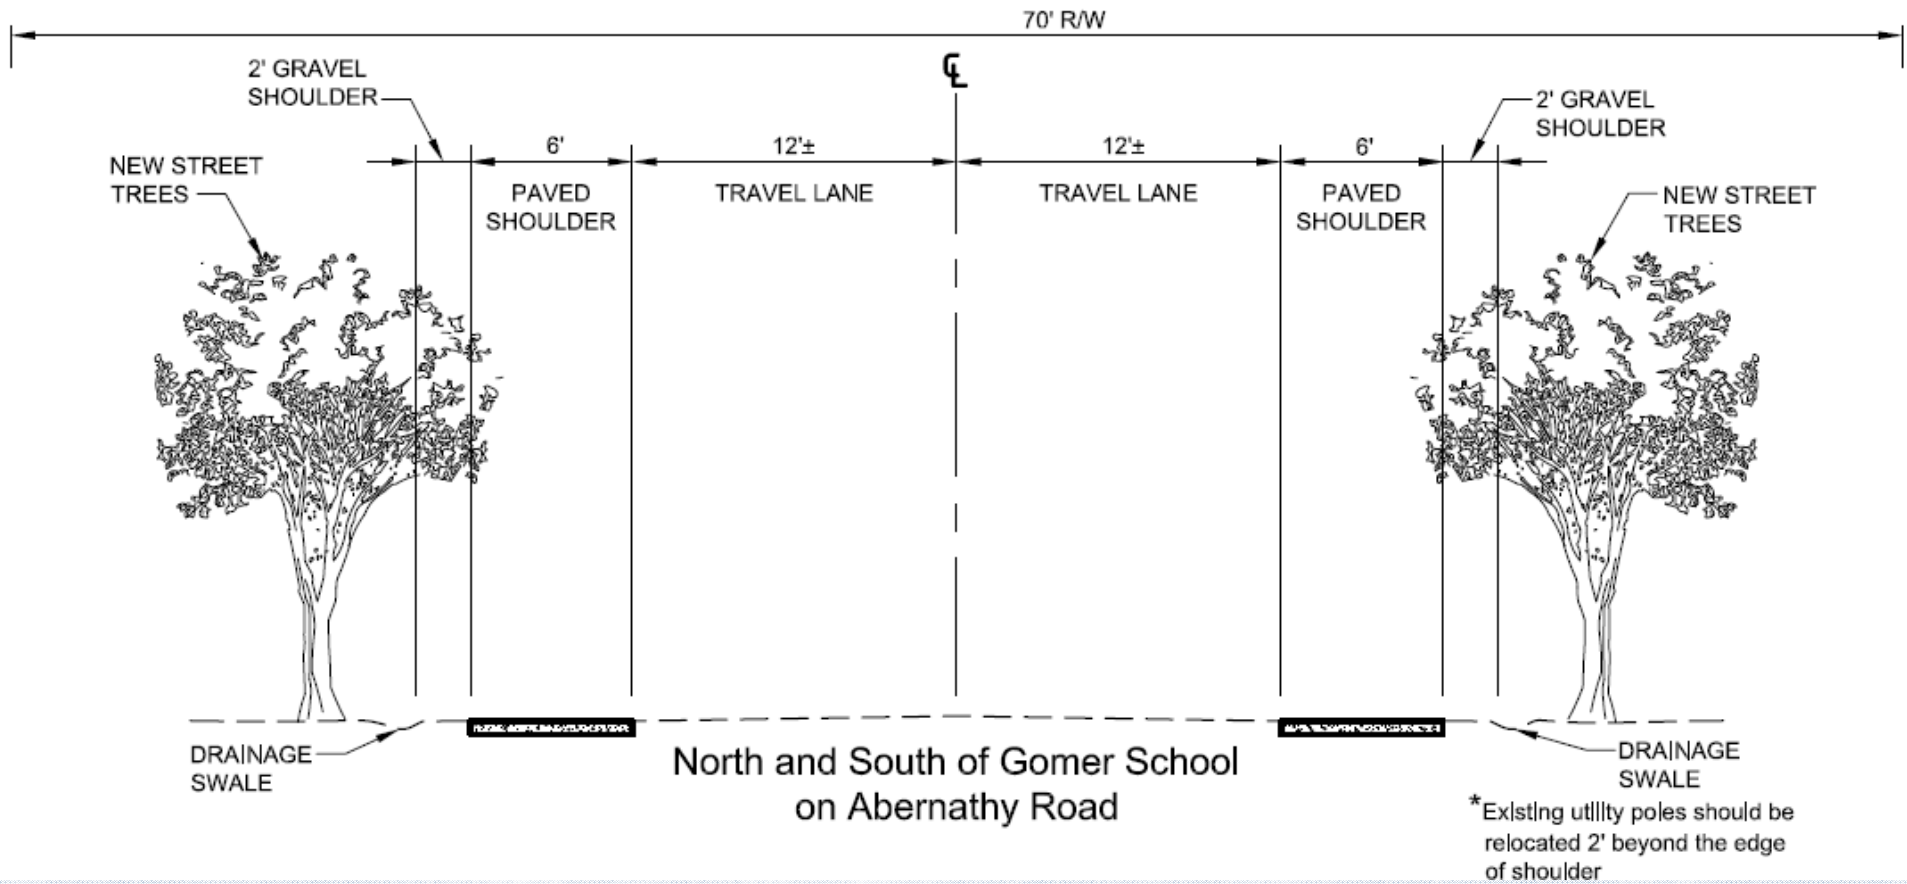 70' R/W
℄
2' GRAVEL
SHOULDER
2' GRAVEL
SHOULDER
6'
12'±
12'±
6'
NEW STREET
TREES
PAVED
SHOULDER
TRAVEL LANE
TRAVEL LANE
PAVED
SHOULDER
NEW STREET
TREES
DRAINAGE
SWALE
North and South of Gomer School
on Abernathy Road
DRAINAGE
SWALE
*Existing utility poles should be
relocated 2' beyond the edge
of shoulder